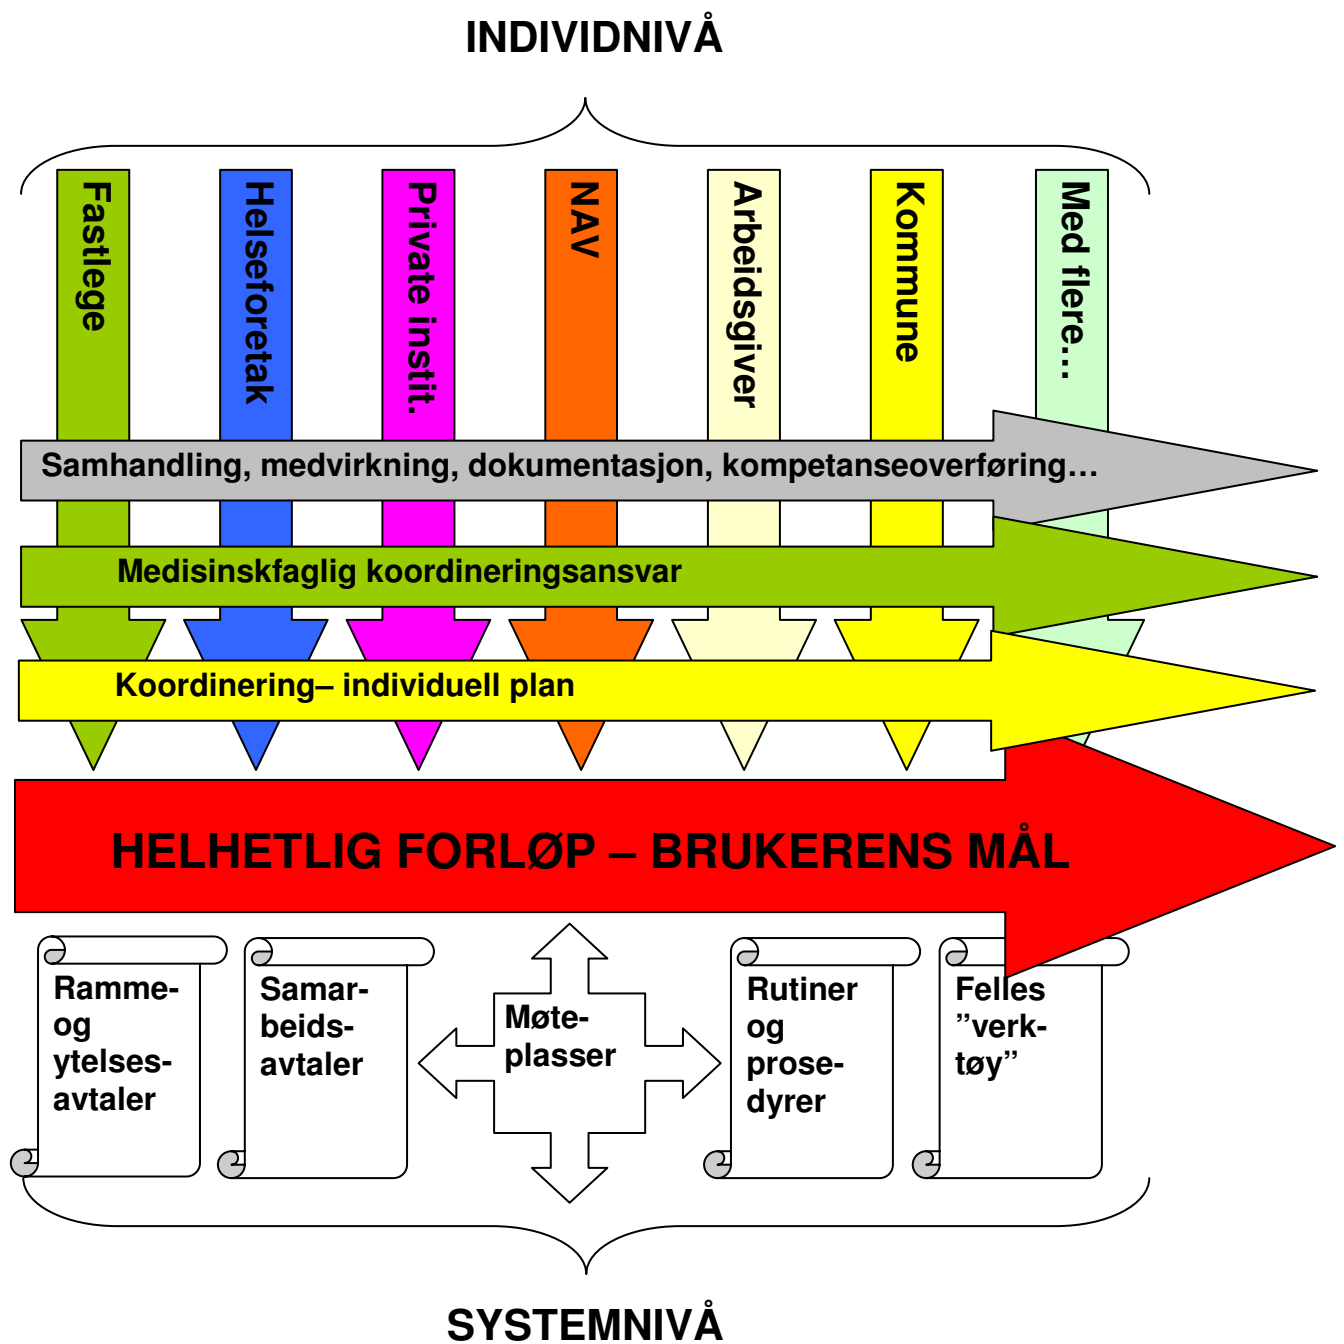 INDIVIDNIVÅ
Fastlege
Helseforetak
Private instit.
NAV
Arbeidsgiver
Kommune
Med flere…
Samhandling, medvirkning, dokumentasjon, kompetanseoverføring…
Medisinskfaglig koordineringsansvar
Koordinering– individuell plan
HELHETLIG FORLØP – BRUKERENS MÅL
Ramme-
og
ytelses-
avtaler
Samar-
beids-
avtaler
Møte-
plasser
Rutiner
og
prose-
dyrer
Felles
”verk-
tøy”
SYSTEMNIVÅ